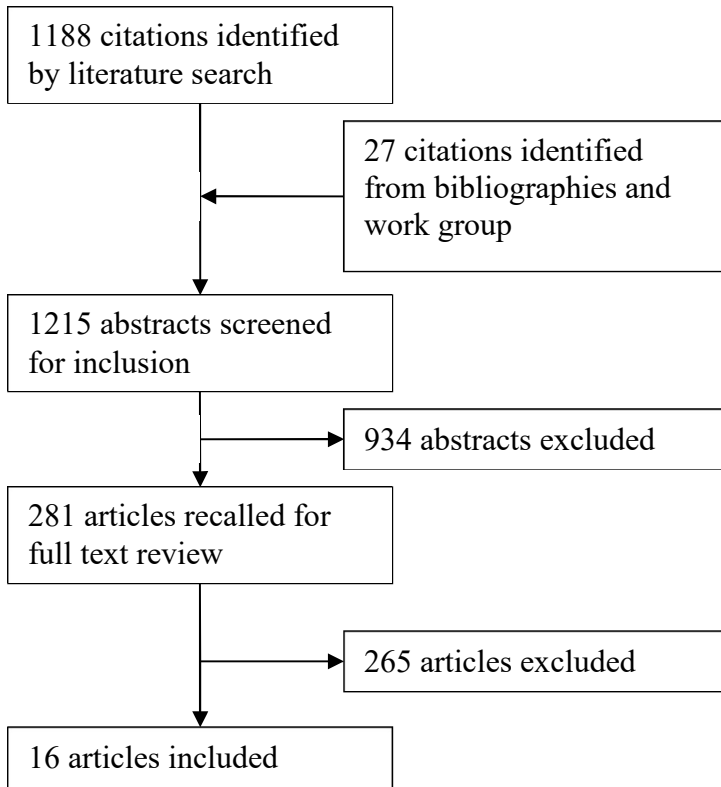 1188 citations identified
by literature search
27 citations identified
from bibliographies and
work group
1215 abstracts screened
for inclusion
934 abstracts excluded
281 articles recalled for
full text review
265 articles excluded
16 articles included